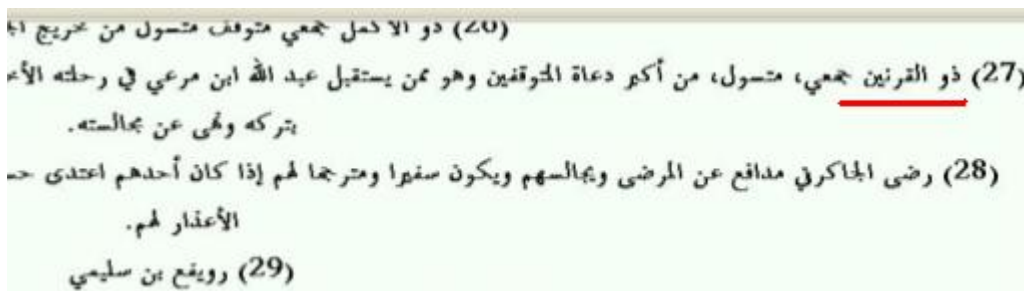 (26) ذو الأكمل جمعي متوقف متسول من خريج
(27) ذو القرنين جمعي، متسول، من أكبر دعاة المتوقفين وهو ممن يستقبل عبد الله ابن مرعي في رحلته
بتركه ونهى عن مجالسته.
(28) رضى الجاكرتي مدافع عن المرضى ويجالسهم ويكون سفيرا ومترجما لهم إذا كان أحدهم اعتدى
الأعذار لهم.
(29) رويفع بن سليمي